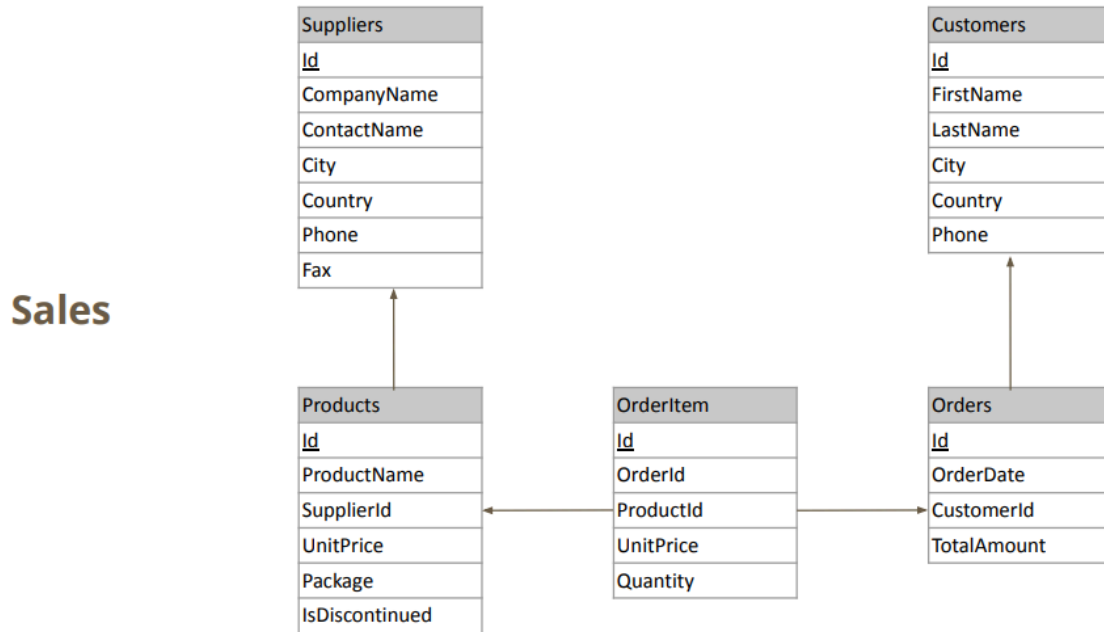 Sales
Suppliers
Id
CompanyName
ContactName
City
Country
Phone
Fax
Customers
Id
FirstName
LastName
City
Country
Phone
Products
Id
ProductName
SupplierId
UnitPrice
Package
IsDiscontinued
OrderItem
Id
OrderId
ProductId
UnitPrice
Quantity
Orders
Id
OrderDate
CustomerId
TotalAmount